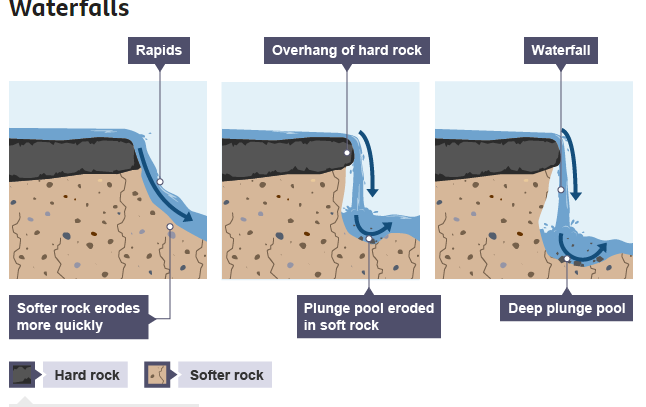 Waterfalls
Rapids
Overhang of hard rock
Waterfall
Softer rock erodes
more quickly
Plunge pool eroded
in soft rock
Deep plunge pool
Hard rock
Softer rock